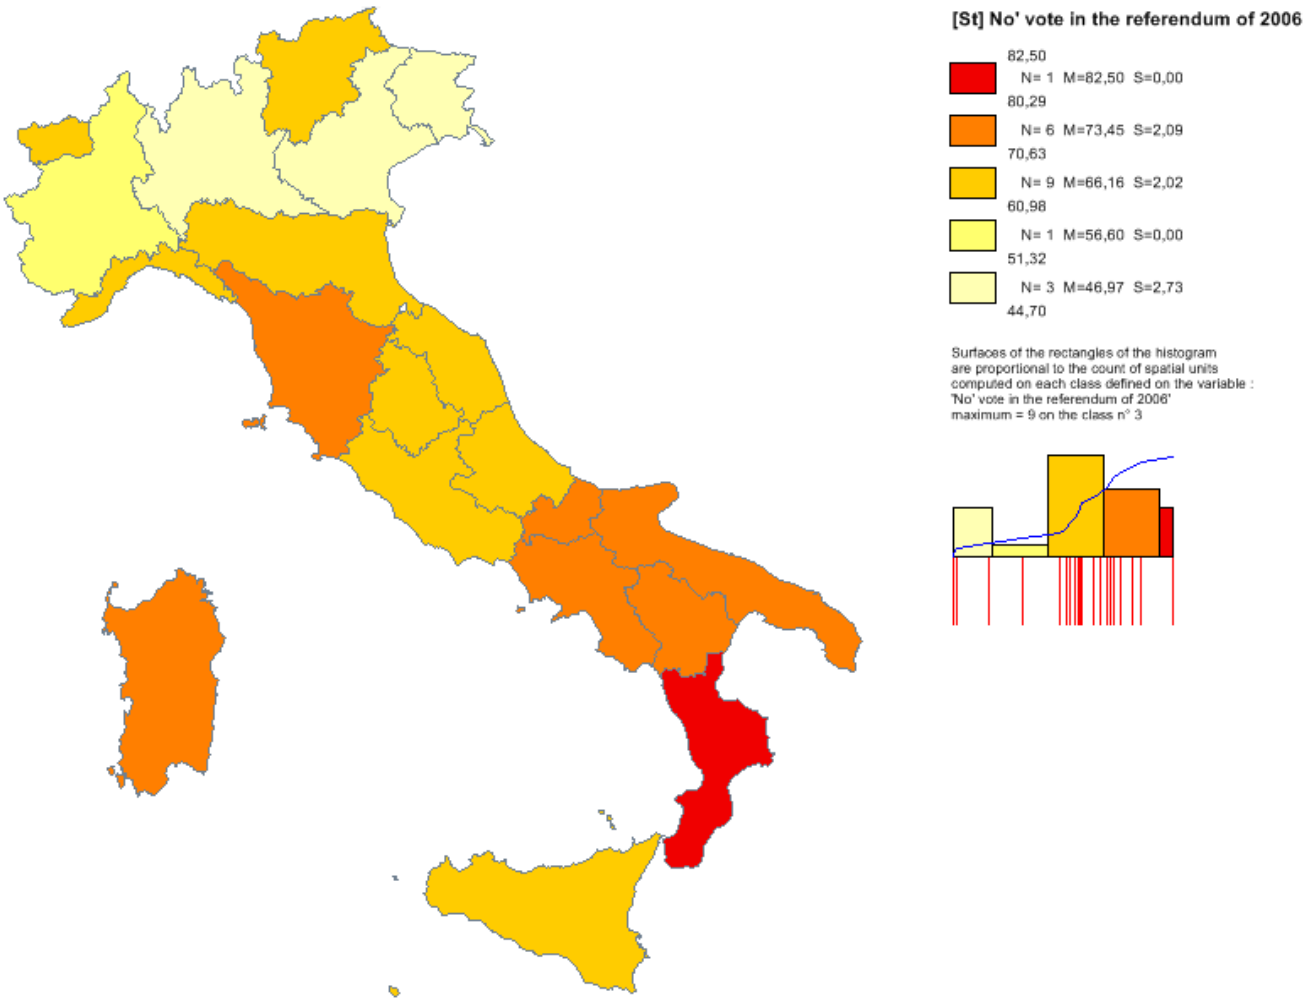 [St] No' vote in the referendum of 2006
82,50
N= 1 M=82,50 S=0,00
80,29
N= 6 M=73,45 S=2,09
70,63
N= 9 M=66,16 S=2,02
60,98
N= 1 M=56,60 S=0,00
51,32
N= 3 M=46,97 S=2,73
44,70
Surfaces of the rectangles of the histogram
are proportional to the count of spatial units
computed on each class defined on the variable :
'No' vote in the referendum of 2006'
maximum = 9 on the class n° 3